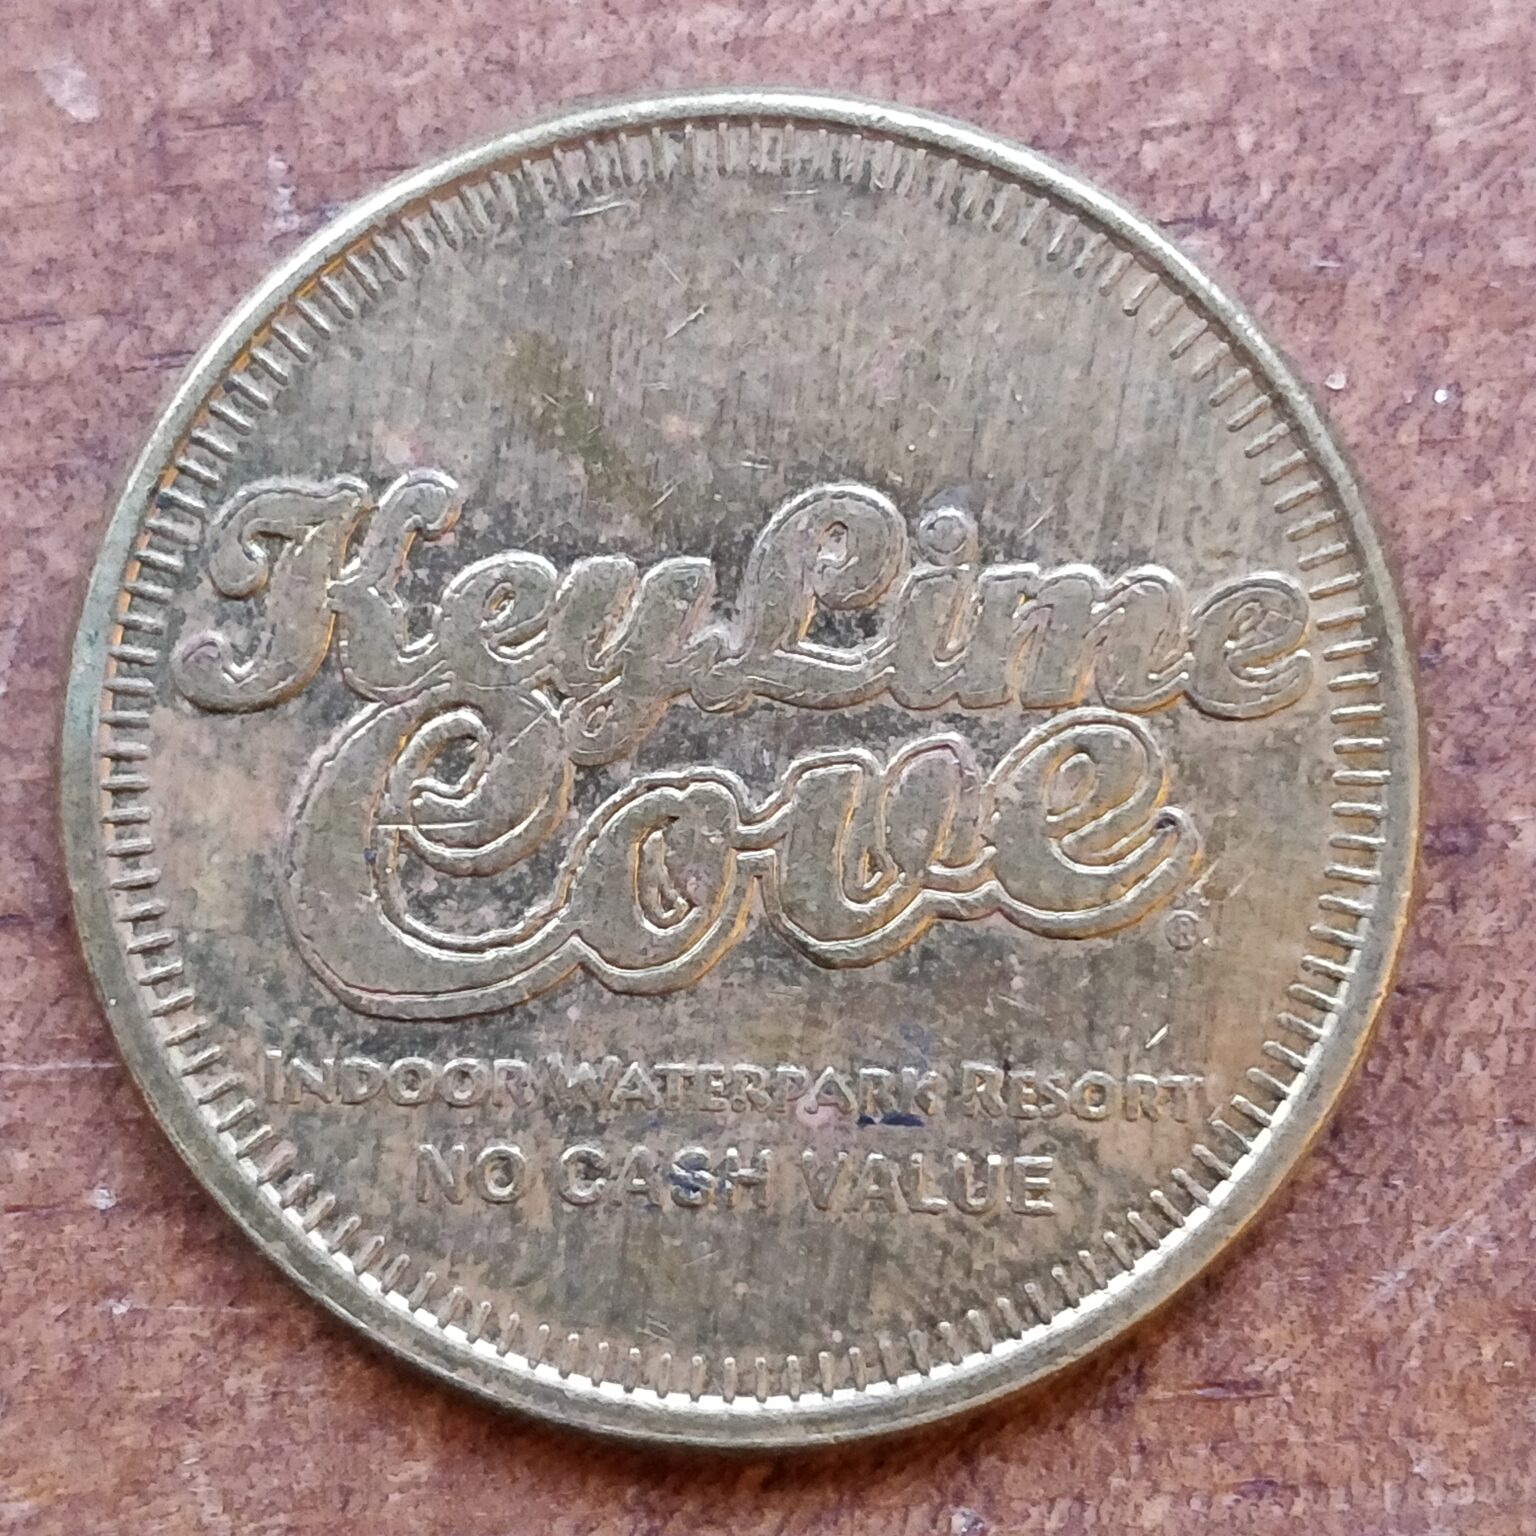 Key Lime
Cove®
INDOOR WATERPARK RESORT
NO CASH VALUE